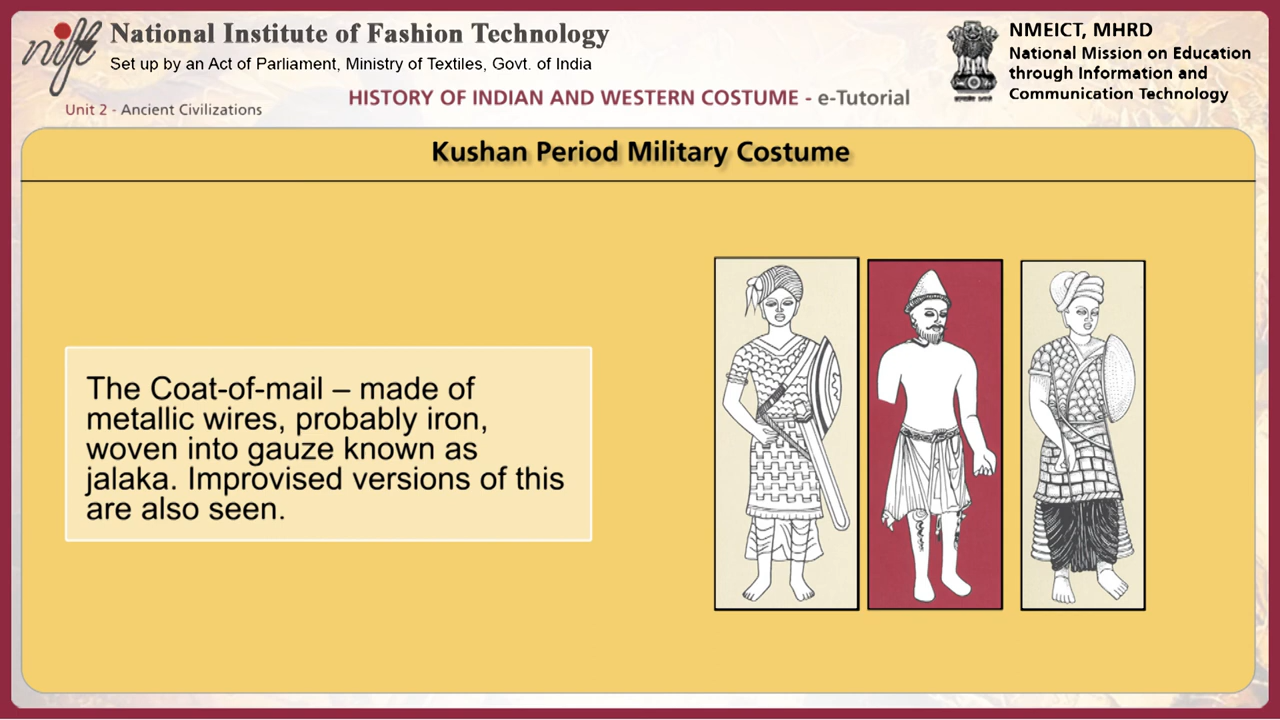 nift
National Institute of Fashion Technology
Set up by an Act of Parliament, Ministry of Textiles, Govt. of India
NMEICT, MHRD
National Mission on Education
through Information and
Communication Technology
HISTORY OF INDIAN AND WESTERN COSTUME - e-Tutorial
Unit 2 - Ancient Civilizations
Kushan Period Military Costume
The Coat-of-mail – made of
metallic wires, probably iron,
woven into gauze known as
jalaka. Improvised versions of this
are also seen.